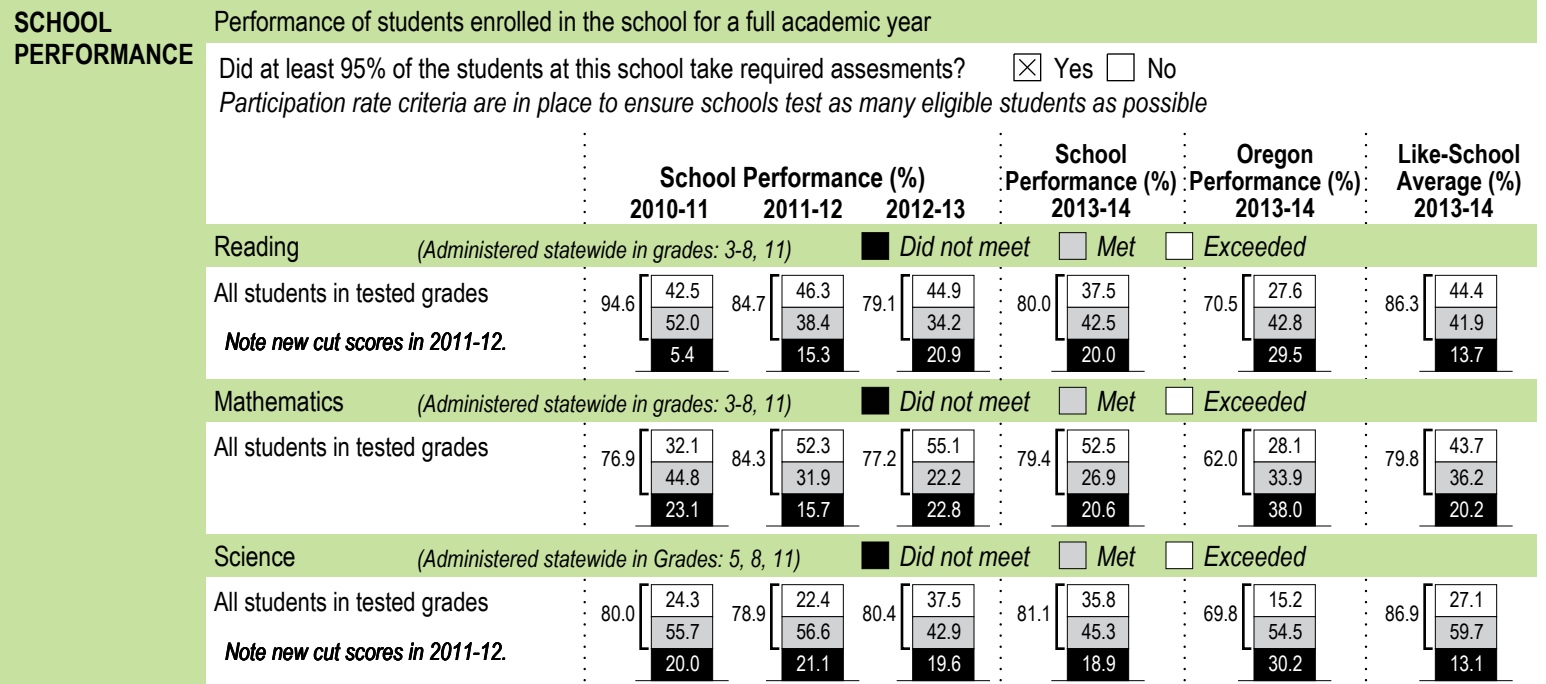 SCHOOL
PERFORMANCE
Performance of students enrolled in the school for a full academic year
Did at least 95% of the students at this school take required assesments? ☒ Yes ☐ No
Participation rate criteria are in place to ensure schools test as many eligible students as possible
School Performance (%)
2010-11 2011-12 2012-13
School
Performance (%)
2013-14
Oregon
Performance (%)
2013-14
Like-School
Average (%)
2013-14
Reading (Administered statewide in grades: 3-8, 11) Did not meet Met Exceeded
All students in tested grades
Note new cut scores in 2011-12.
94.6 42.5 52.0 5.4
84.7 46.3 38.4 15.3
79.1 44.9 34.2 20.9
80.0 37.5 42.5 20.0
70.5 27.6 42.8 29.5
86.3 44.4 41.9 13.7
Mathematics (Administered statewide in grades: 3-8, 11) Did not meet Met Exceeded
All students in tested grades
76.9 32.1 44.8 23.1
84.3 52.3 31.9 15.7
77.2 55.1 22.2 22.8
79.4 52.5 26.9 20.6
62.0 28.1 33.9 38.0
79.8 43.7 36.2 20.2
Science (Administered statewide in Grades: 5, 8, 11) Did not meet Met Exceeded
All students in tested grades
Note new cut scores in 2011-12.
80.0 24.3 55.7 20.0
78.9 22.4 56.6 21.1
80.4 37.5 42.9 19.6
81.1 35.8 45.3 18.9
69.8 15.2 54.5 30.2
86.9 27.1 59.7 13.1